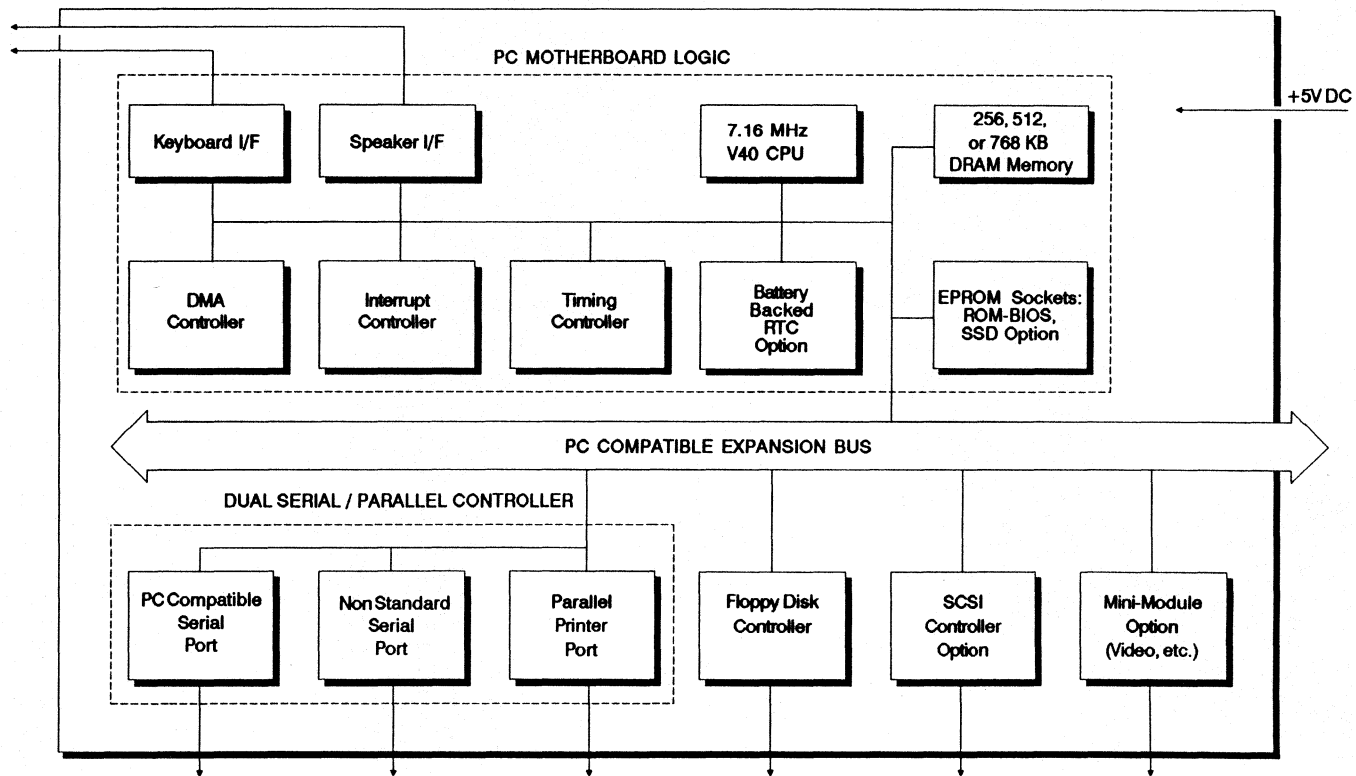 PC MOTHERBOARD LOGIC
+5V DC
Keyboard I/F
Speaker I/F
7.16 MHz
V40 CPU
256, 512,
or 768 KB
DRAM Memory
DMA
Controller
Interrupt
Controller
Timing
Controller
Battery
Backed
RTC
Option
EPROM Sockets:
ROM-BIOS,
SSD Option
PC COMPATIBLE EXPANSION BUS
DUAL SERIAL / PARALLEL CONTROLLER
PC Compatible
Serial
Port
Non Standard
Serial
Port
Parallel
Printer
Port
Floppy Disk
Controller
SCSI
Controller
Option
Mini-Module
Option
(Video, etc.)